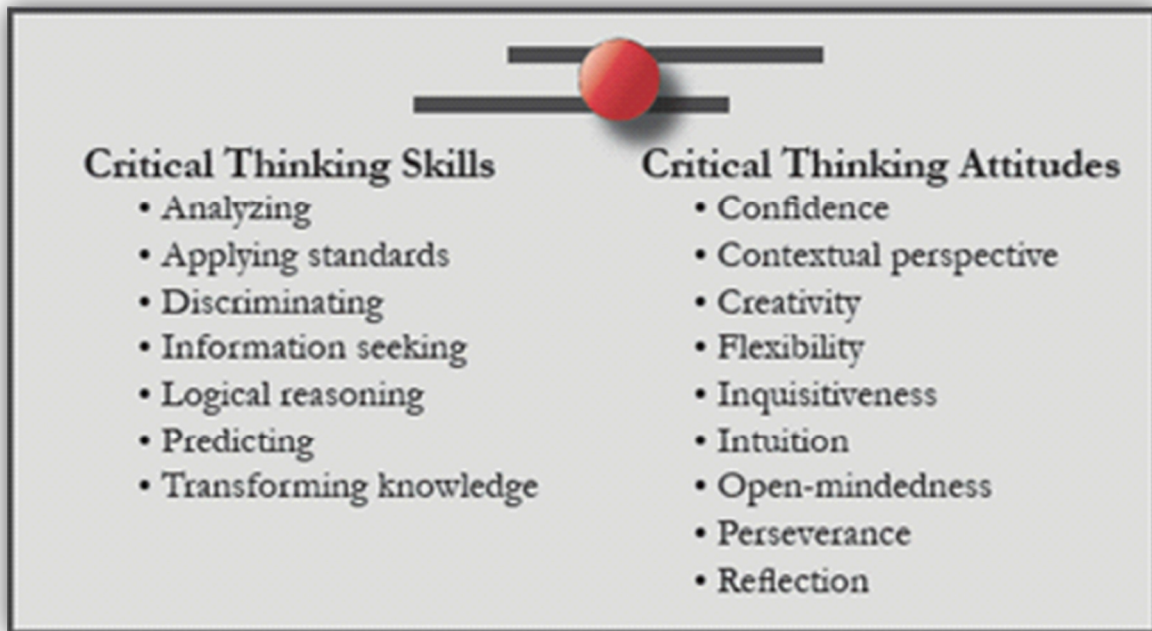 Critical Thinking Skills
• Analyzing
• Applying standards
• Discriminating
• Information seeking
• Logical reasoning
• Predicting
• Transforming knowledge
Critical Thinking Attitudes
• Confidence
• Contextual perspective
• Creativity
• Flexibility
• Inquisitiveness
• Intuition
• Open-mindedness
• Perseverance
• Reflection